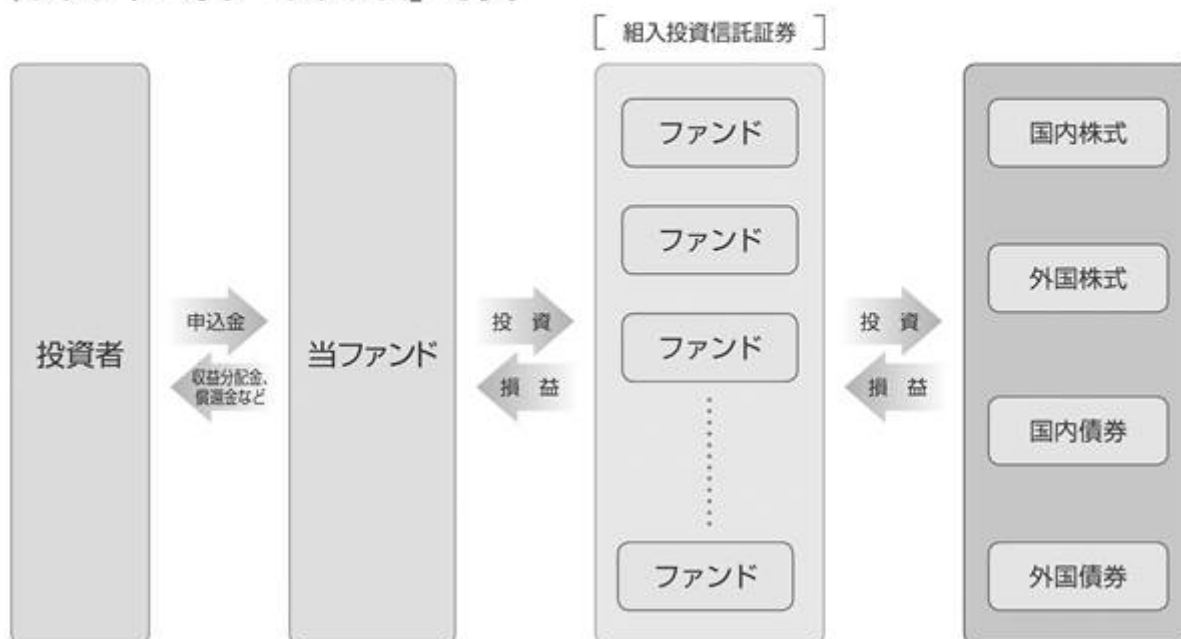 [ 組入投資信託証券 ]
投資者
申込金
収益分配金、
償還金など
当ファンド
投 資
損 益
ファンド
ファンド
ファンド
ファンド
投 資
損 益
国内株式
外国株式
国内債券
外国債券